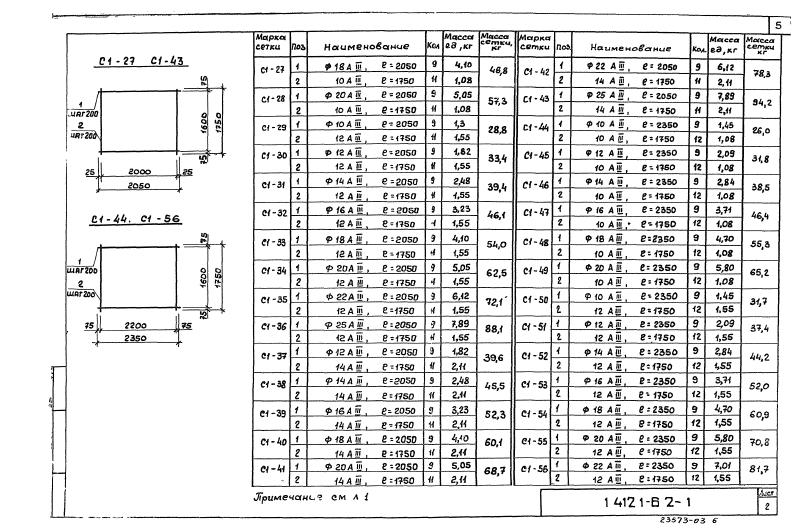 5
С1-27 С1-43
75
1
ШАГ200
2
ШАГ200
1600
1750
75
25 2000 25
2050
С1-44. С1-56
75
1
ШАГ200
2
ШАГ200
1600
1750
75
75 2200 75
2350
Марка сетки Поз. Наименование Кол Масса ед, кг Масса сетки, кг
С1-27 1 Ф 18 А III, ℓ=2050 9 4,10 46,8
2 10 А III, ℓ=1750 11 1,08
С1-28 1 Ф 20 А III, ℓ=2050 9 5,05 57,3
2 10 А III, ℓ=1750 11 1,08
С1-29 1 Ф 10 А III, ℓ=2050 9 1,3 28,8
2 12 А III, ℓ=1750 11 1,55
С1-30 1 Ф 12 А III, ℓ=2050 9 1,82 33,4
2 12 А III, ℓ=1750 11 1,55
С1-31 1 Ф 14 А III, ℓ=2050 9 2,48 39,4
2 12 А III, ℓ=1750 11 1,55
С1-32 1 Ф 16 А III, ℓ=2050 9 3,23 46,1
2 12 А III, ℓ=1750 11 1,55
С1-33 1 Ф 18 А III, ℓ=2050 9 4,10 54,0
2 12 А III, ℓ=1750 11 1,55
С1-34 1 Ф 20 А III, ℓ=2050 9 5,05 62,5
2 12 А III, ℓ=1750 11 1,55
С1-35 1 Ф 22 А III, ℓ=2050 9 6,12 72,1
2 12 А III, ℓ=1750 11 1,55
С1-36 1 Ф 25 А III, ℓ=2050 9 7,89 88,1
2 12 А III, ℓ=1750 11 1,55
С1-37 1 Ф 12 А III, ℓ=2050 9 1,82 39,6
2 14 А III, ℓ=1750 11 2,11
С1-38 1 Ф 14 А III, ℓ=2050 9 2,48 45,5
2 14 А III, ℓ=1750 11 2,11
С1-39 1 Ф 16 А III, ℓ=2050 9 3,23 52,3
2 14 А III, ℓ=1750 11 2,11
С1-40 1 Ф 18 А III, ℓ=2050 9 4,10 60,1
2 14 А III, ℓ=1750 11 2,11
С1-41 1 Ф 20 А III, ℓ=2050 9 5,05 68,7
2 14 А III, ℓ=1750 11 2,11
Марка сетки Поз. Наименование Кол. Масса ед, кг Масса сетки кг
С1-42 1 Ф 22 А III, ℓ=2050 9 6,12 78,3
2 14 А III, ℓ=1750 11 2,11
С1-43 1 Ф 25 А III, ℓ=2050 9 7,89 94,2
2 14 А III, ℓ=1750 11 2,11
С1-44 1 Ф 10 А III, ℓ=2350 9 1,45 26,0
2 10 А III, ℓ=1750 12 1,08
С1-45 1 Ф 12 А III, ℓ=2350 9 2,09 31,8
2 10 А III, ℓ=1750 12 1,08
С1-46 1 Ф 14 А III, ℓ=2350 9 2,84 38,5
2 10 А III, ℓ=1750 12 1,08
С1-47 1 Ф 16 А III, ℓ=2350 9 3,71 46,4
2 10 А III, ℓ=1750 12 1,08
С1-48 1 Ф 18 А III, ℓ=2350 9 4,70 55,3
2 10 А III, ℓ=1750 12 1,08
С1-49 1 Ф 20 А III, ℓ=2350 9 5,80 65,2
2 10 А III, ℓ=1750 12 1,08
С1-50 1 Ф 10 А III, ℓ=2350 9 1,45 31,7
2 12 А III, ℓ=1750 12 1,55
С1-51 1 Ф 12 А III, ℓ=2350 9 2,09 37,4
2 12 А III, ℓ=1750 12 1,55
С1-52 1 Ф 14 А III, ℓ=2350 9 2,84 44,2
2 12 А III, ℓ=1750 12 1,55
С1-53 1 Ф 16 А III, ℓ=2350 9 3,71 52,0
2 12 А III, ℓ=1750 12 1,55
С1-54 1 Ф 18 А III, ℓ=2350 9 4,70 60,9
2 12 А III, ℓ=1750 12 1,55
С1-55 1 Ф 20 А III, ℓ=2350 9 5,80 70,8
2 12 А III, ℓ=1750 12 1,55
С1-56 1 Ф 22 А III, ℓ=2350 9 7,01 81,7
2 12 А III, ℓ=1750 12 1,55
Примечание см л 1
1 412 1-6 2-1
Лист
2
23573-03 6